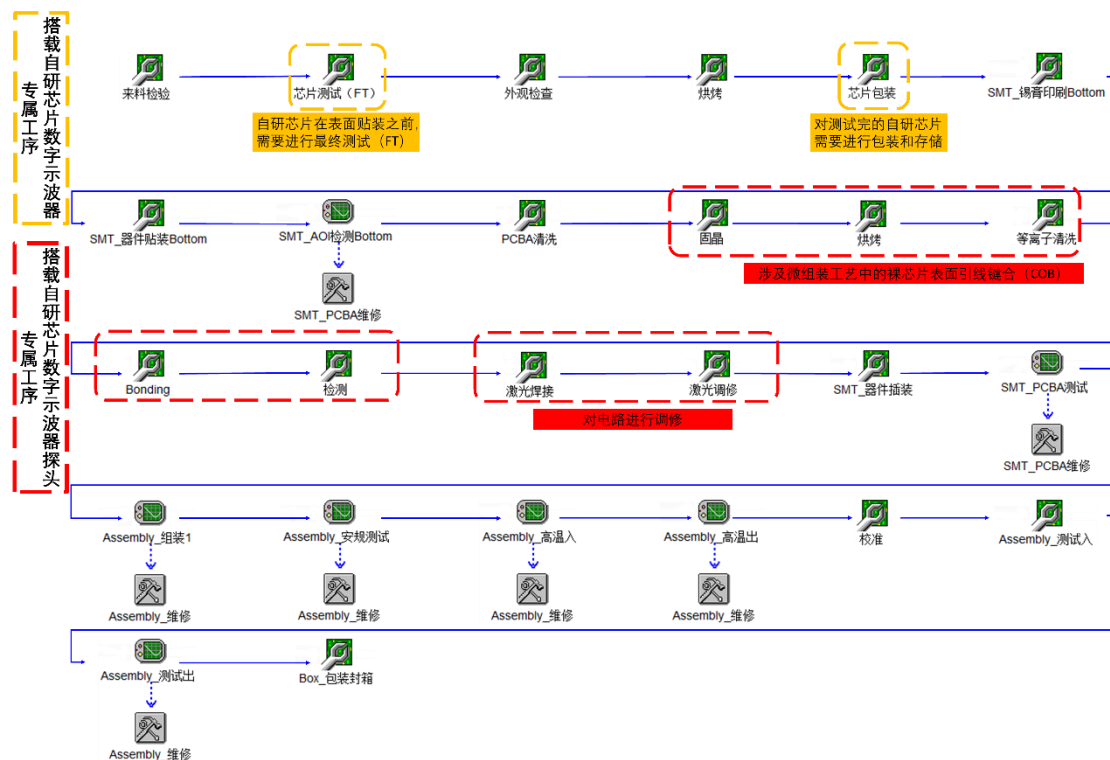 搭载自研芯片数字示波器
专属工序
来料检验
芯片测试（FT）
外观检查
烘烤
芯片包装
SMT_锡膏印刷Bottom
自研芯片在表面贴装之前，
需要进行最终测试（FT）
对测试完的自研芯片
需要进行包装和存储
SMT_器件贴装Bottom
SMT_AOI检测Bottom
PCBA清洗
固晶
烘烤
等离子清洗
涉及微组装工艺中的裸芯片表面引线键合（COB）
SMT_PCBA维修
搭载自研芯片数字示波器探头
专属工序
Bonding
检测
激光焊接
激光调修
SMT_器件插装
SMT_PCBA测试
对电路进行调修
SMT_PCBA维修
Assembly_组装1
Assembly_安规测试
Assembly_高温入
Assembly_高温出
校准
Assembly_测试入
Assembly_维修
Assembly_维修
Assembly_维修
Assembly_维修
Assembly_测试出
Box_包装封箱
Assembly_维修